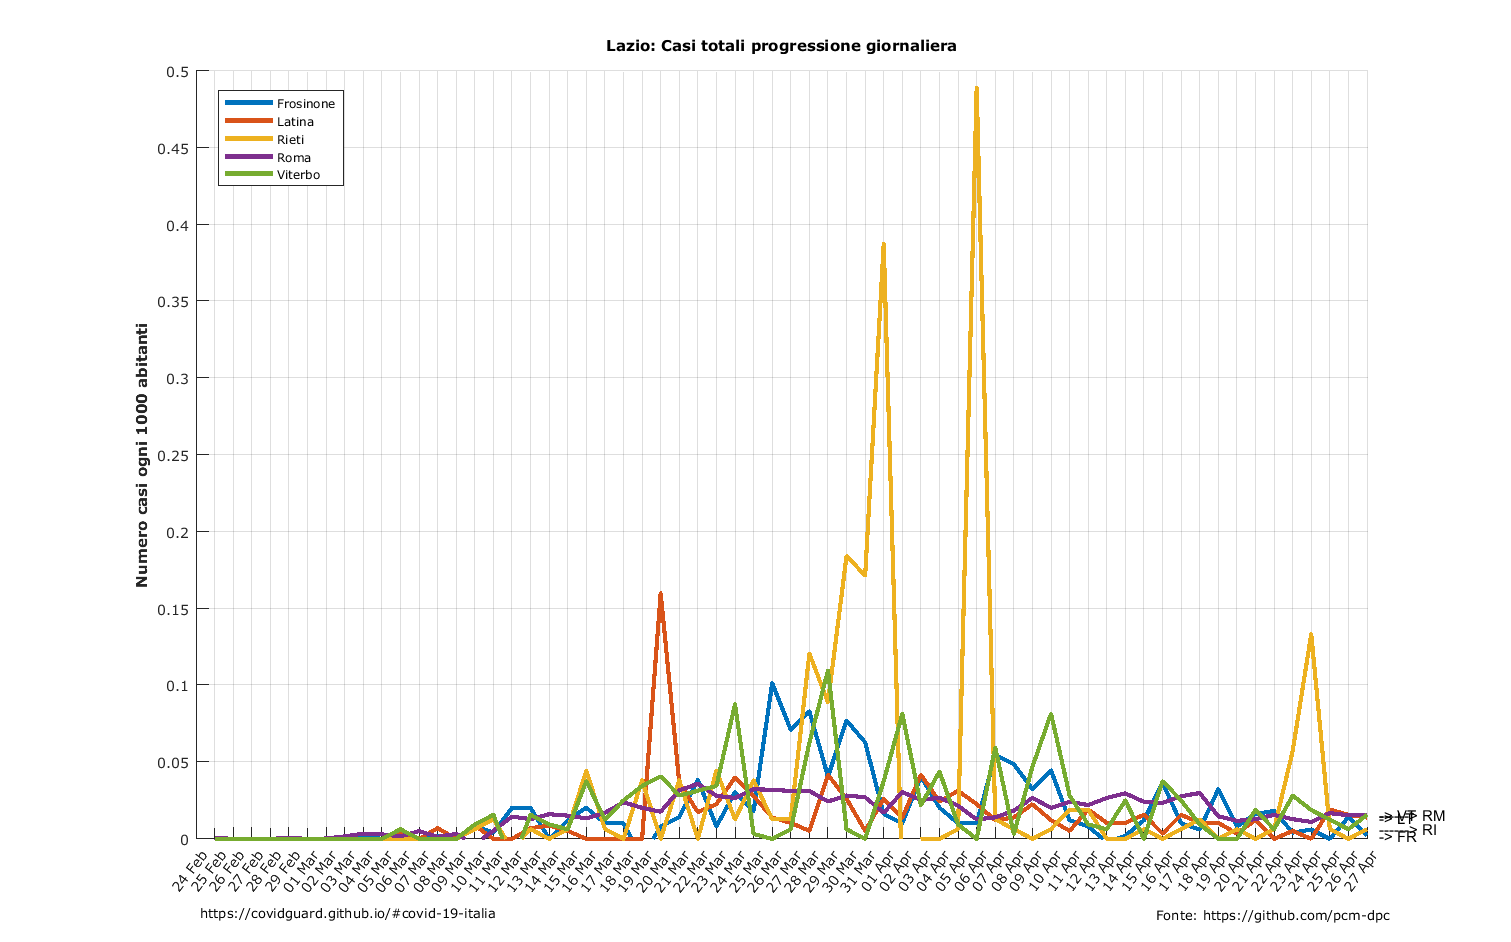 Lazio: Casi totali progressione giornaliera
Numero casi ogni 1000 abitanti
0.5
0.45
0.4
0.35
0.3
0.25
0.2
0.15
0.1
0.05
0
Frosinone
Latina
Rieti
Roma
Viterbo
24 Feb
25 Feb
26 Feb
27 Feb
28 Feb
29 Feb
01 Mar
02 Mar
03 Mar
04 Mar
05 Mar
06 Mar
07 Mar
08 Mar
09 Mar
10 Mar
11 Mar
12 Mar
13 Mar
14 Mar
15 Mar
16 Mar
17 Mar
18 Mar
19 Mar
20 Mar
21 Mar
22 Mar
23 Mar
24 Mar
25 Mar
26 Mar
27 Mar
28 Mar
29 Mar
30 Mar
31 Mar
01 Apr
02 Apr
03 Apr
04 Apr
05 Apr
06 Apr
07 Apr
08 Apr
09 Apr
10 Apr
11 Apr
12 Apr
13 Apr
14 Apr
15 Apr
16 Apr
17 Apr
18 Apr
19 Apr
20 Apr
21 Apr
22 Apr
23 Apr
24 Apr
25 Apr
26 Apr
27 Apr
-> VT
RM
RI
-> FR
https://covidguard.github.io/#covid-19-italia
Fonte: https://github.com/pcm-dpc